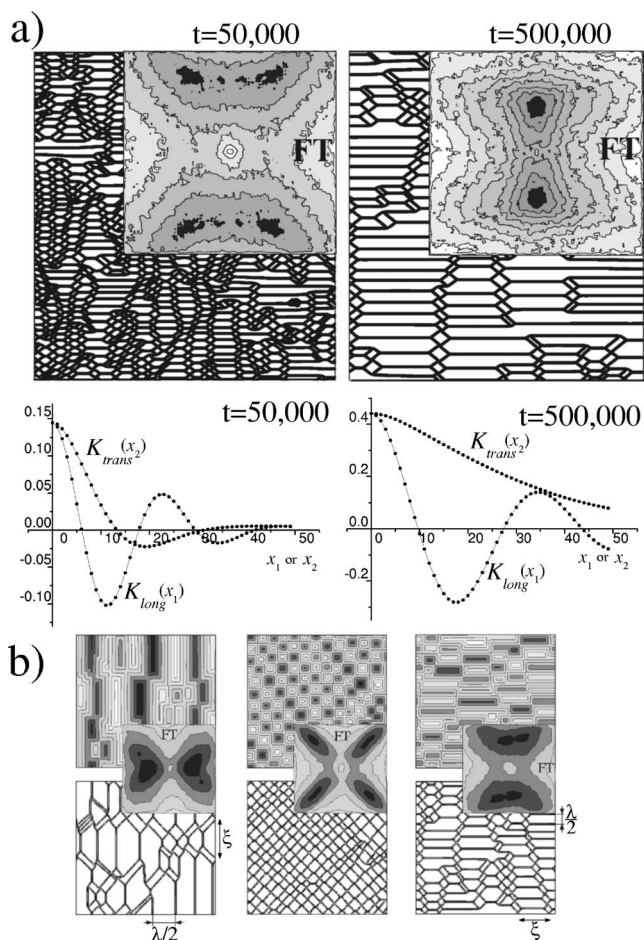 a)
t=50,000
t=500,000
FT
FT
t=50,000
t=500,000
0.15
0.10
0.05
0.00
-0.05
-0.10
0 10 20 30 40 50
K_trans(x_2)
K_long(x_1)
x_1 or x_2
0.4
0.2
0.0
-0.2
0 10 20 30 40 50
K_trans(x_2)
K_long(x_1)
x_1 or x_2
b)
FT
FT
FT
ξ
λ/2
λ/2
ξ